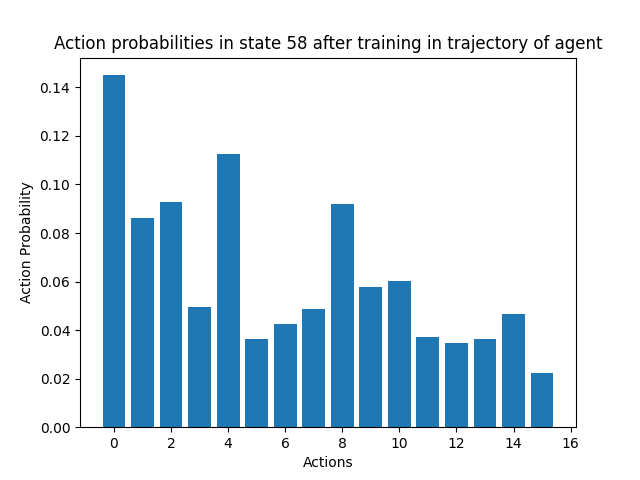 Action probabilities in state 58 after training in trajectory of agent
0.14
0.12
0.10
0.08
0.06
0.04
0.02
0.00
Action Probability
0 2 4 6 8 10 12 14 16
Actions